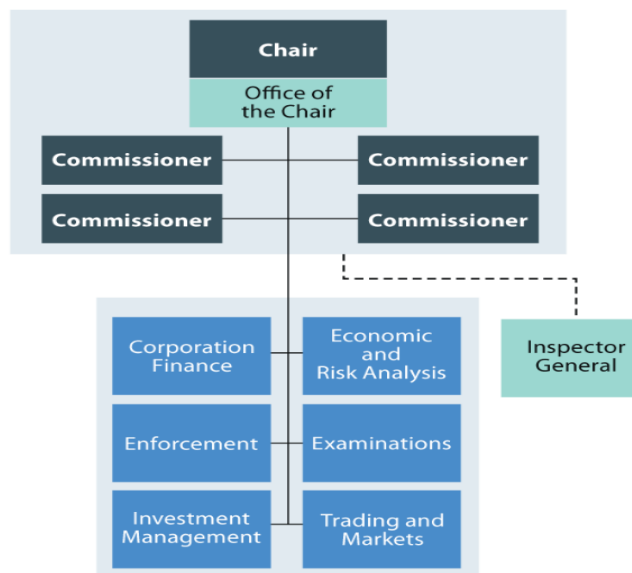 Chair
Office of
the Chair
Commissioner
Commissioner
Commissioner
Commissioner
Corporation
Finance
Economic
and
Risk Analysis
Inspector
General
Enforcement
Examinations
Investment
Management
Trading and
Markets